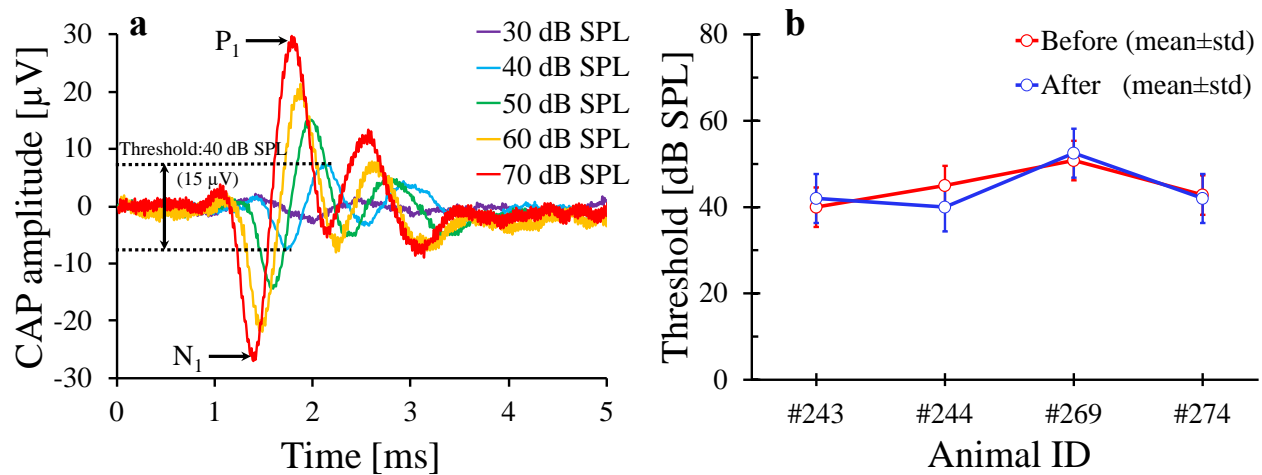 a
30
20
10
0
-10
-20
-30
CAP amplitude [µV]
P1
N1
Threshold:40 dB SPL
(15 µV)
30 dB SPL
40 dB SPL
50 dB SPL
60 dB SPL
70 dB SPL
0 1 2 3 4 5
Time [ms]
b
80
60
40
20
0
Threshold [dB SPL]
Before (mean±std)
After (mean±std)
#243 #244 #269 #274
Animal ID